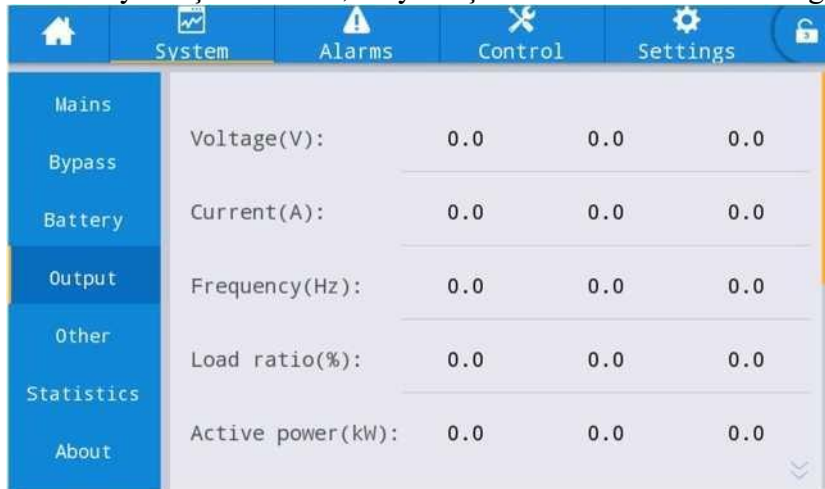 System Alarms Control Settings
Mains
Bypass
Battery
Output
Other
Statistics
About
Voltage(V): 0.0 0.0 0.0
Current(A): 0.0 0.0 0.0
Frequency(Hz): 0.0 0.0 0.0
Load ratio(%): 0.0 0.0 0.0
Active power(kW): 0.0 0.0 0.0